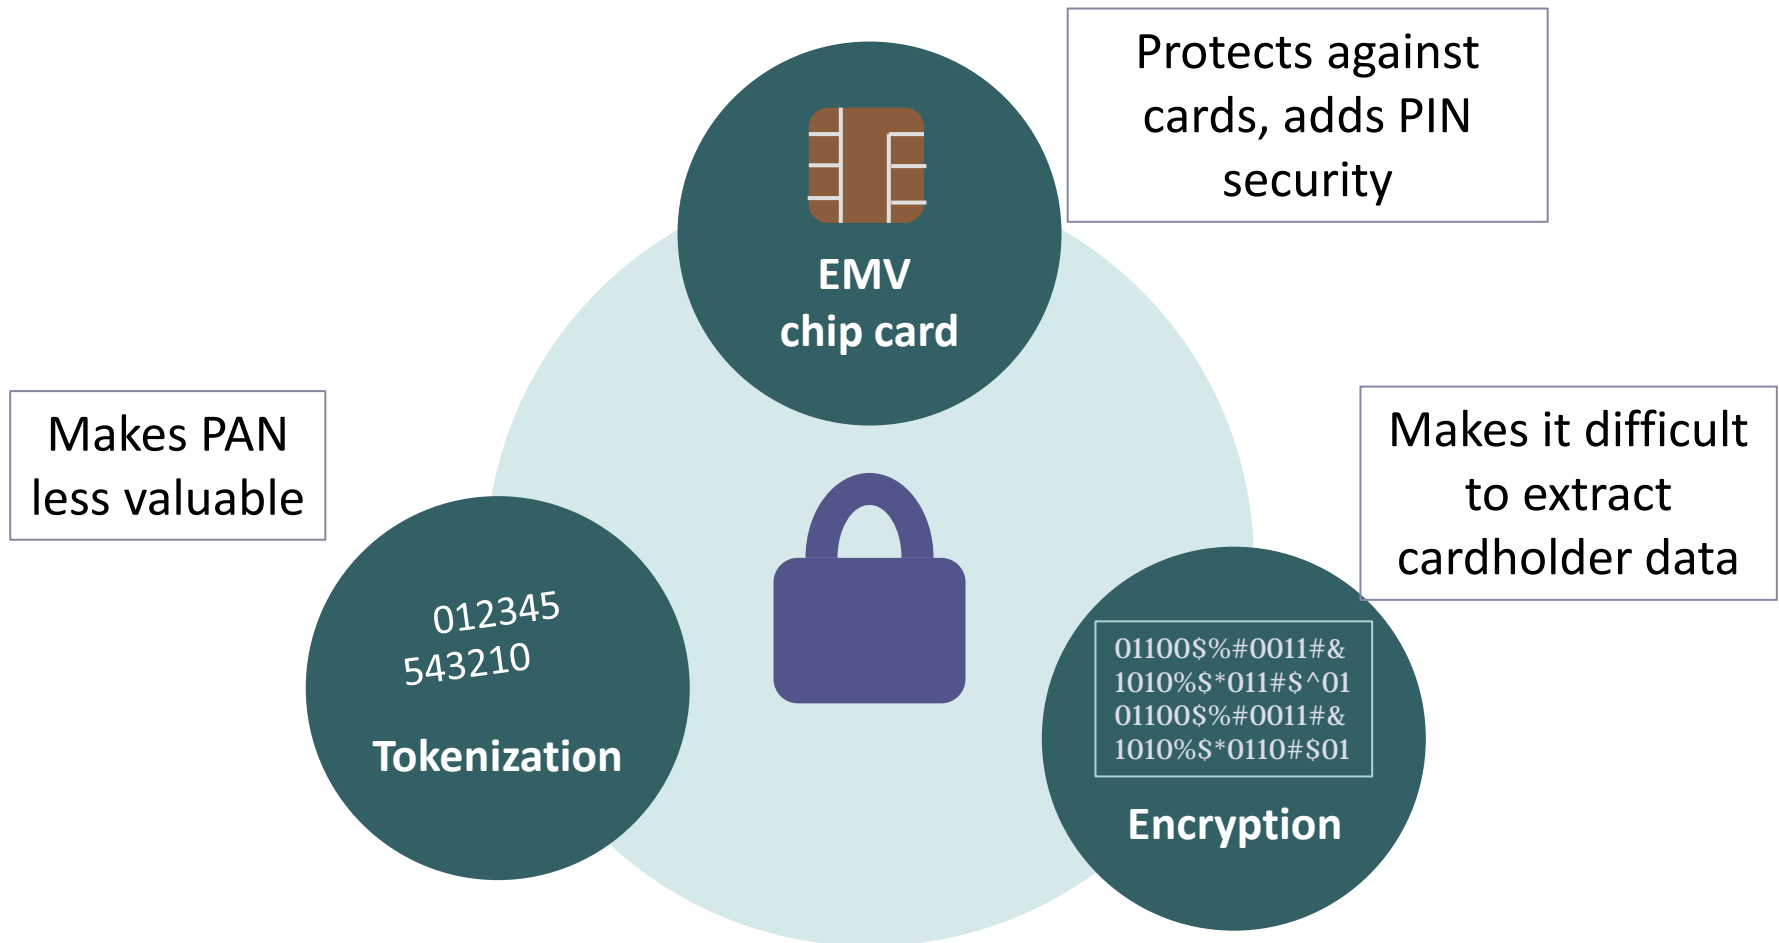 Protects against
cards, adds PIN
security
EMV
chip card
Makes PAN
less valuable
Makes it difficult
to extract
cardholder data
012345
543210
Tokenization
01100$%#0011#&
1010%$*011#$^01
01100$%#0011#&
1010%$*0110#$01
Encryption